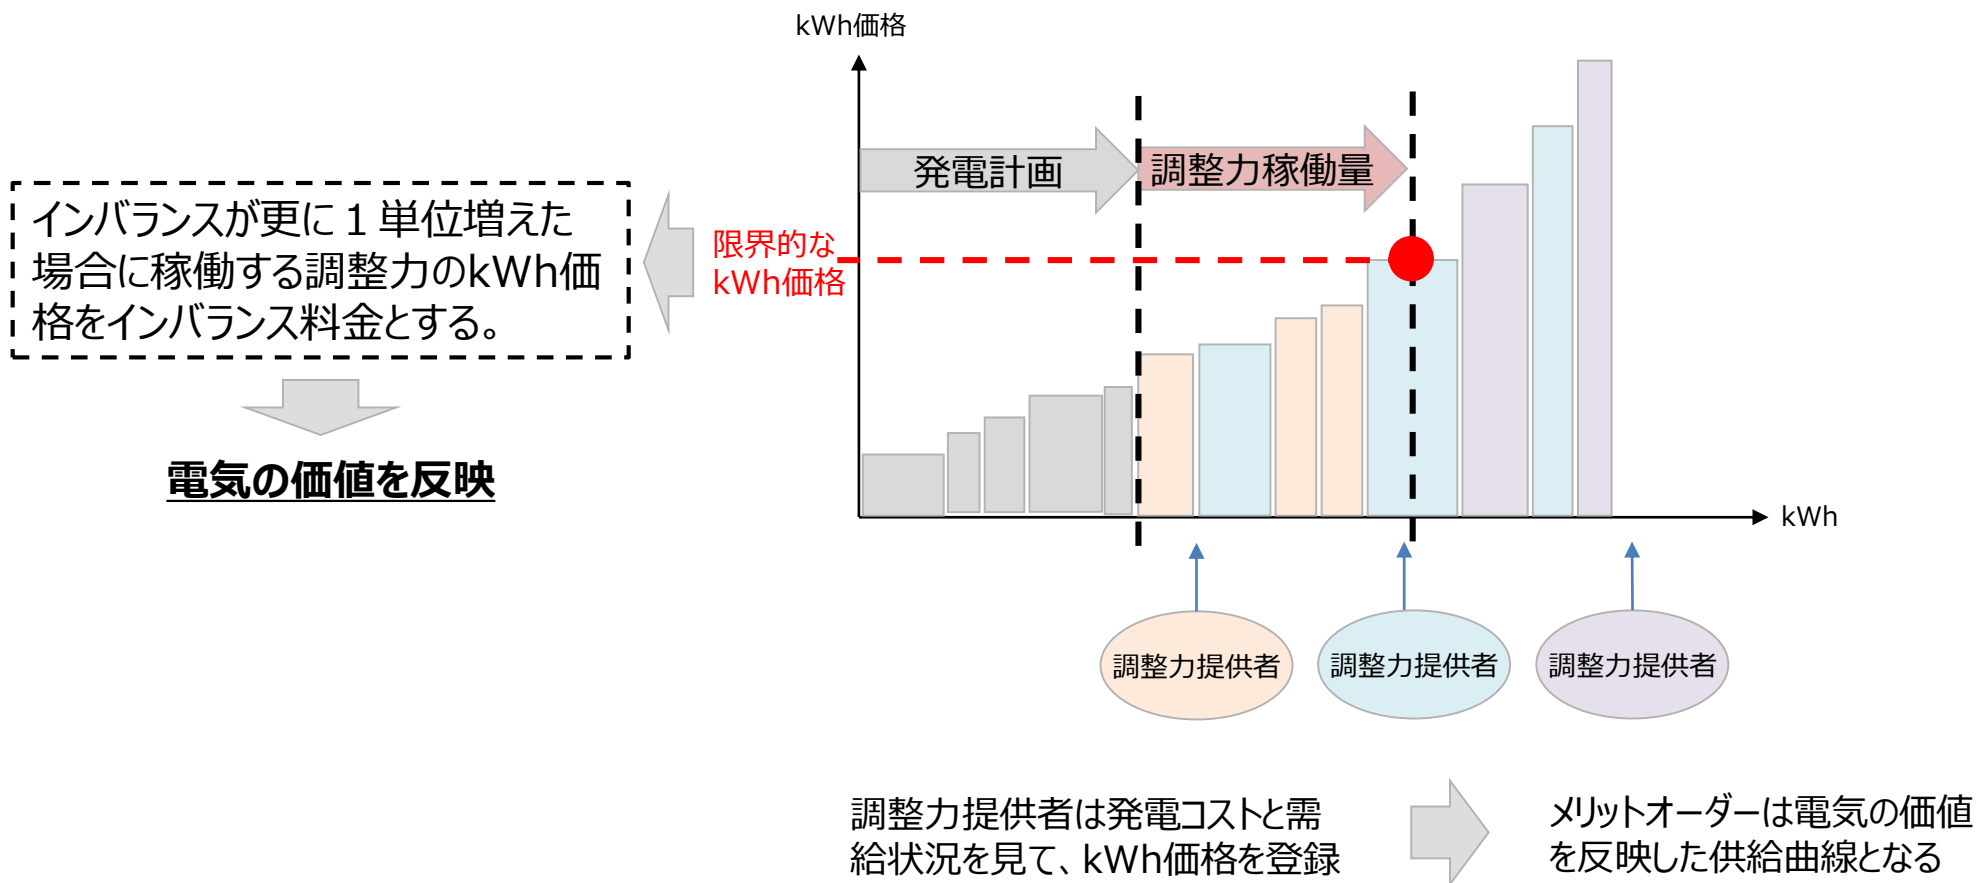 kWh価格
発電計画
調整力稼働量
インバランスが更に１単位増えた
場合に稼働する調整力のkWh価
格をインバランス料金とする。
限界的な
kWh価格
電気の価値を反映
kWh
調整力提供者
調整力提供者
調整力提供者
調整力提供者は発電コストと需
給状況を見て、kWh価格を登録
メリットオーダーは電気の価値
を反映した供給曲線となる